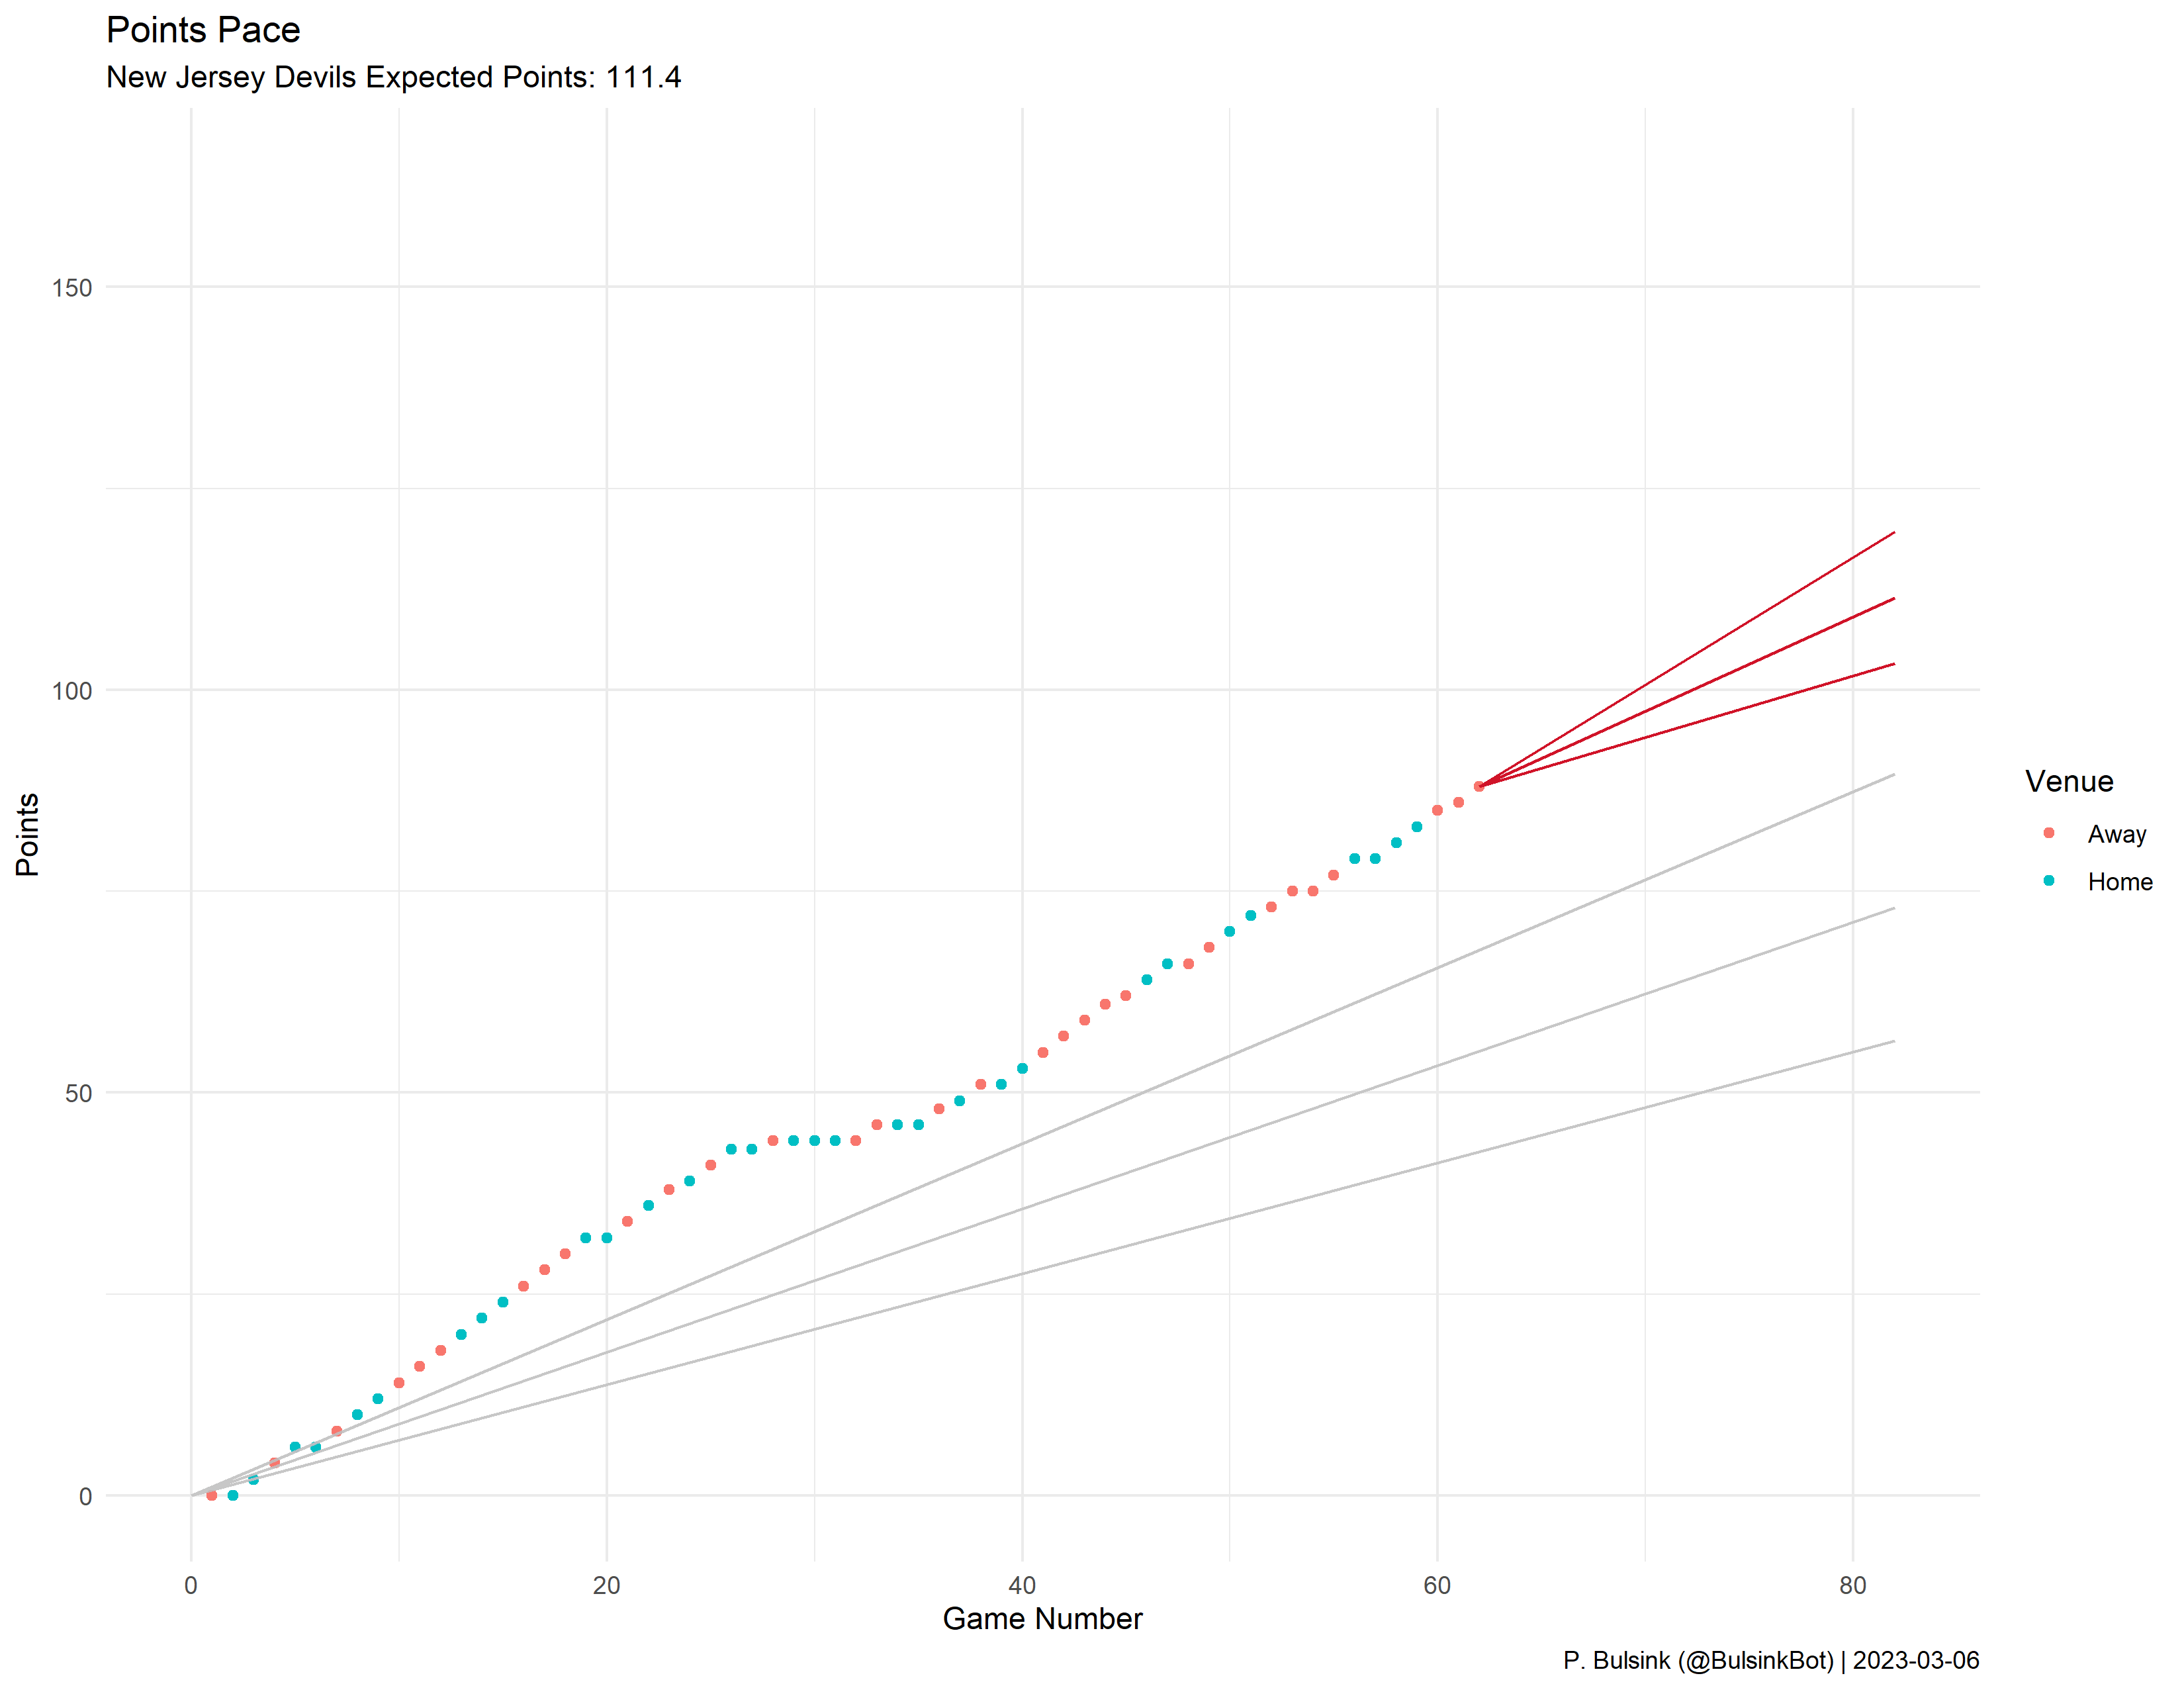 Points Pace
New Jersey Devils Expected Points: 111.4
150
100
50
0
Points
0 20 40 60 80
Game Number
Venue
Away
Home
P. Bulsink (@BulsinkBot) | 2023-03-06